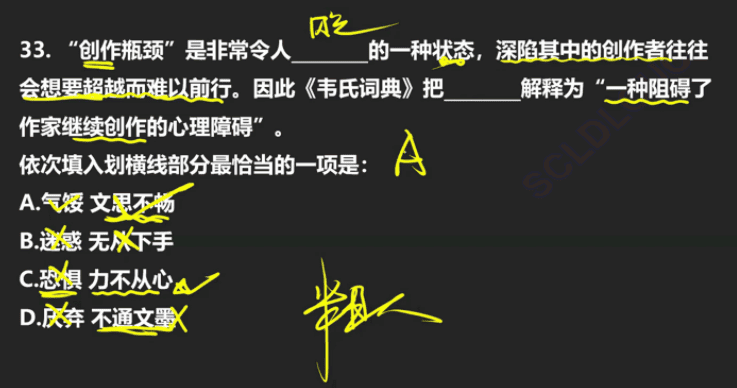 33. “创作瓶颈”是非常令人_______的一种状态，深陷其中的创作者往往
会想要超越而难以前行。因此《韦氏词典》把_______解释为“一种阻碍了
作家继续创作的心理障碍”。
依次填入划横线部分最恰当的一项是：
A
A.气馁 文思不畅
B.迷惑 无从下手
C.恐惧 力不从心
D.厌弃 不通文墨
SCLDL